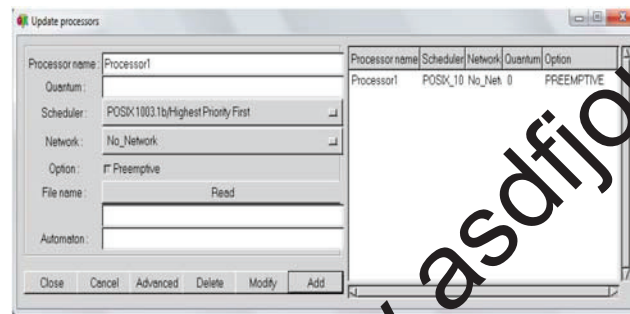 Update processors
Processor name : Processor1
Quantum :
Scheduler : POSIX 1003.1b/Highest Priority First
Network : No_Network
Option : Preemptive
File name : Read
Automaton :
Close Cancel Advanced Delete Modify Add
Processor name Scheduler Network Quantum Option
Processor1 POSIX_10 No_Net 0 PREEMPTIVE
asdfjo